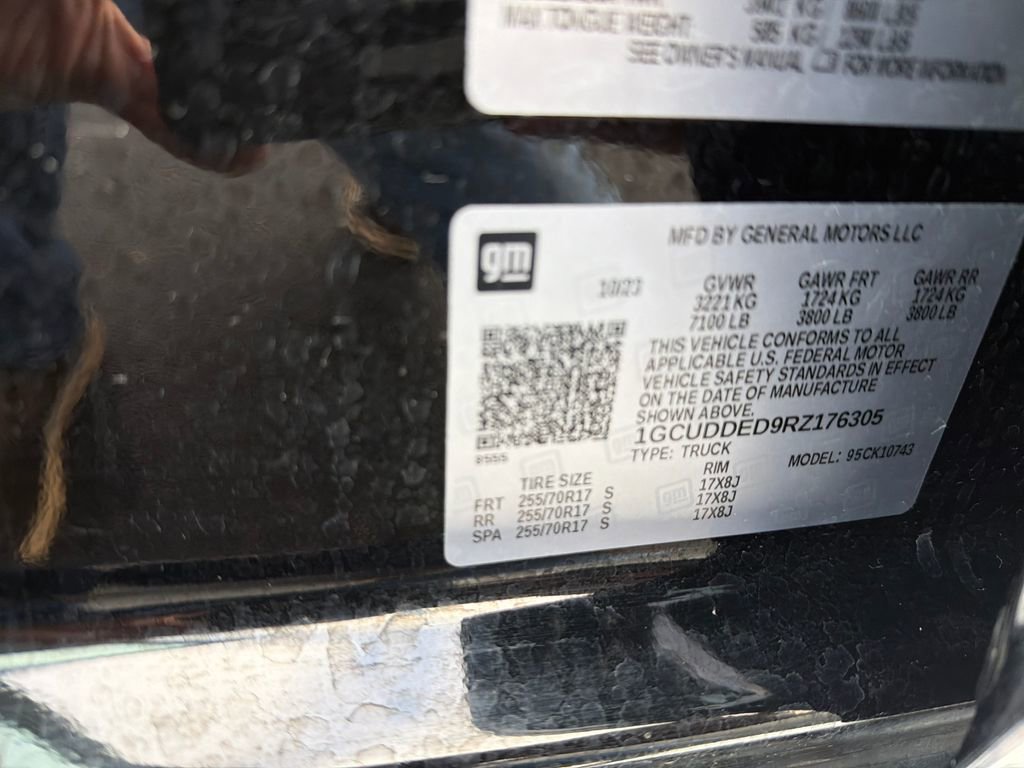 MAX TONGUE WEIGHT
SEE OWNER'S MANUAL FOR MORE INFORMATION
gm
MFD BY GENERAL MOTORS LLC
10/23 GVWR GAWR FRT GAWR RR
3221 KG 1724 KG 1724 KG
7100 LB 3800 LB 3800 LB
THIS VEHICLE CONFORMS TO ALL
APPLICABLE U.S. FEDERAL MOTOR
VEHICLE SAFETY STANDARDS IN EFFECT
ON THE DATE OF MANUFACTURE
SHOWN ABOVE.
1GCUDDED9RZ176305
TYPE: TRUCK MODEL: 95CK10743
TIRE SIZE RIM
FRT 255/70R17 S 17X8J
RR 255/70R17 S 17X8J
SPA 255/70R17 S 17X8J
gm